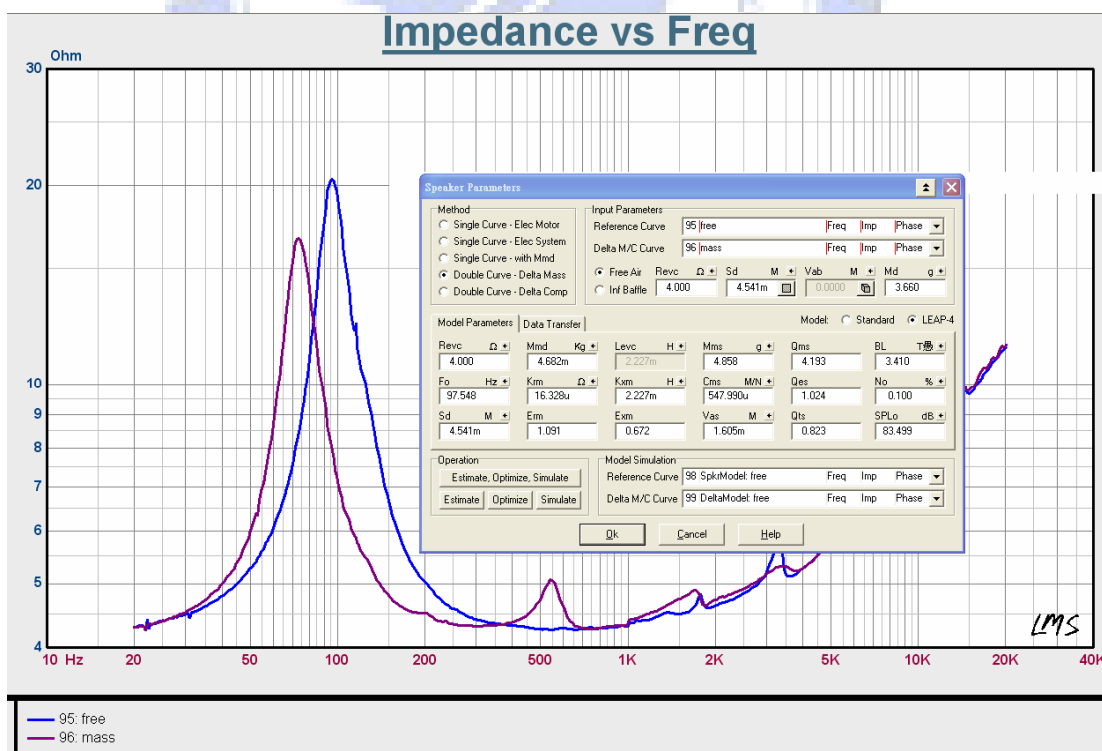 Impedance vs Freq
Ohm
30
20
10
9
8
7
6
5
4
10 Hz 20 50 100 200 500 1K 2K 5K 10K 20K 40K
LMS
Speaker Parameters
Method
Single Curve - Elec Motor
Single Curve - Elec System
Single Curve - with Mmd
Double Curve - Delta Mass
Double Curve - Delta Comp
Input Parameters
Reference Curve 95 free Freq Imp Phase
Delta M/C Curve 96 mass Freq Imp Phase
Free Air Revc Ω Sd M Vab M Md g
Inf Baffle 4.000 4.541m 0.0000 3.660
Model Parameters Data Transfer Model: Standard LEAP-4
Revc Ω Mmd Kg Levc H Mms g Qms BL
4.000 4.682m 2.227m 4.858 4.193 3.410
Fo Hz Krm Ω Kxm H Cms M/N Qes No %
97.548 16.328u 2.227m 547.990u 1.024 0.100
Sd M Erm Exm Vas M Qts SPLo dB
4.541m 1.091 0.672 1.605m 0.823 83.499
Operation
Estimate, Optimize, Simulate
Estimate Optimize Simulate
Model Simulation
Reference Curve 98 SpkrModel: free Freq Imp Phase
Delta M/C Curve 99 DeltaModel: free Freq Imp Phase
Ok Cancel Help
95: free
96: mass